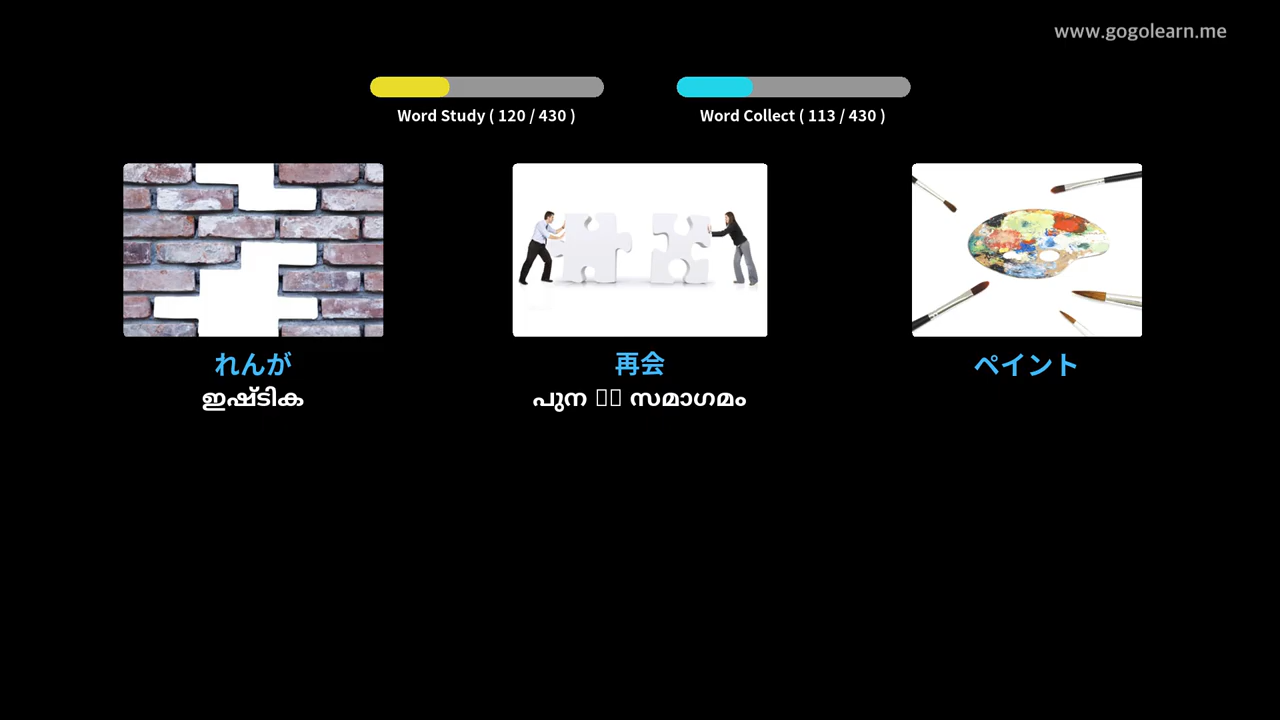 www.gogolearn.me
Word Study ( 120 / 430 )
Word Collect ( 113 / 430 )
れんが
ഇഷ്ടിക
再会
പുന സമാഗമം
ペイント